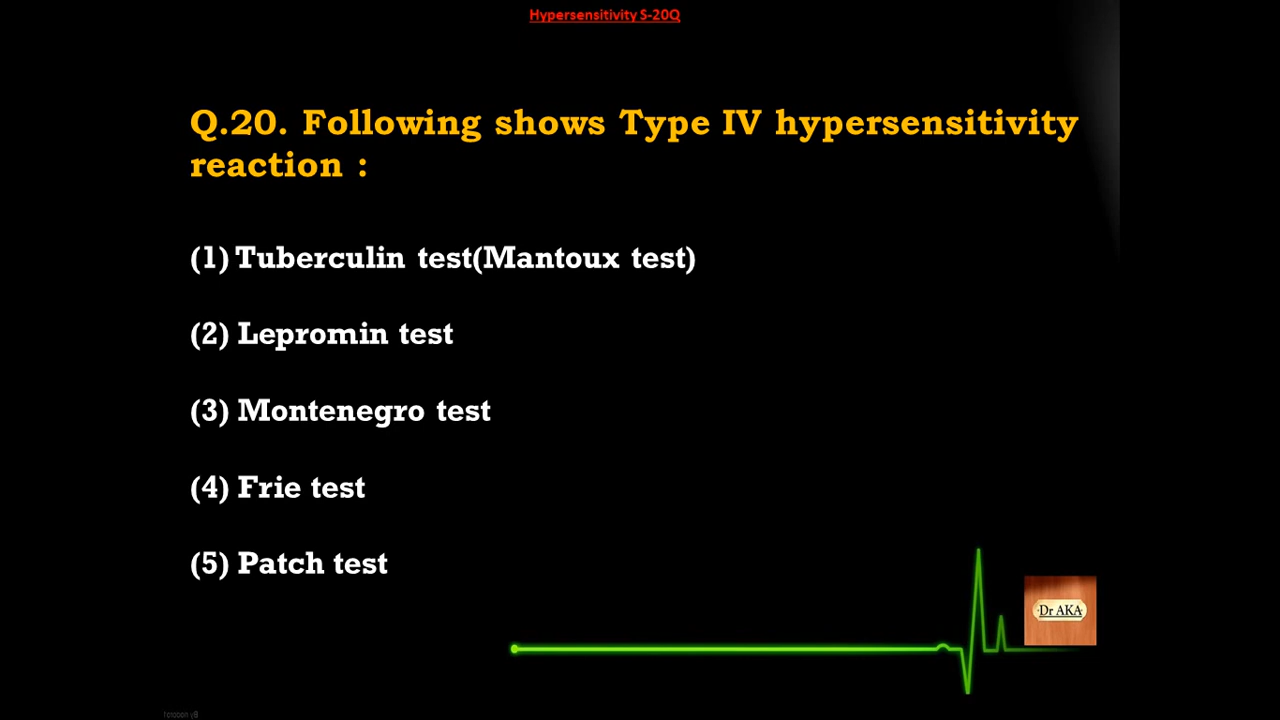 Hypersensitivity S-20Q
Q.20. Following shows Type IV hypersensitivity
reaction :
(1) Tuberculin test(Mantoux test)
(2) Lepromin test
(3) Montenegro test
(4) Frie test
(5) Patch test
Dr AKA